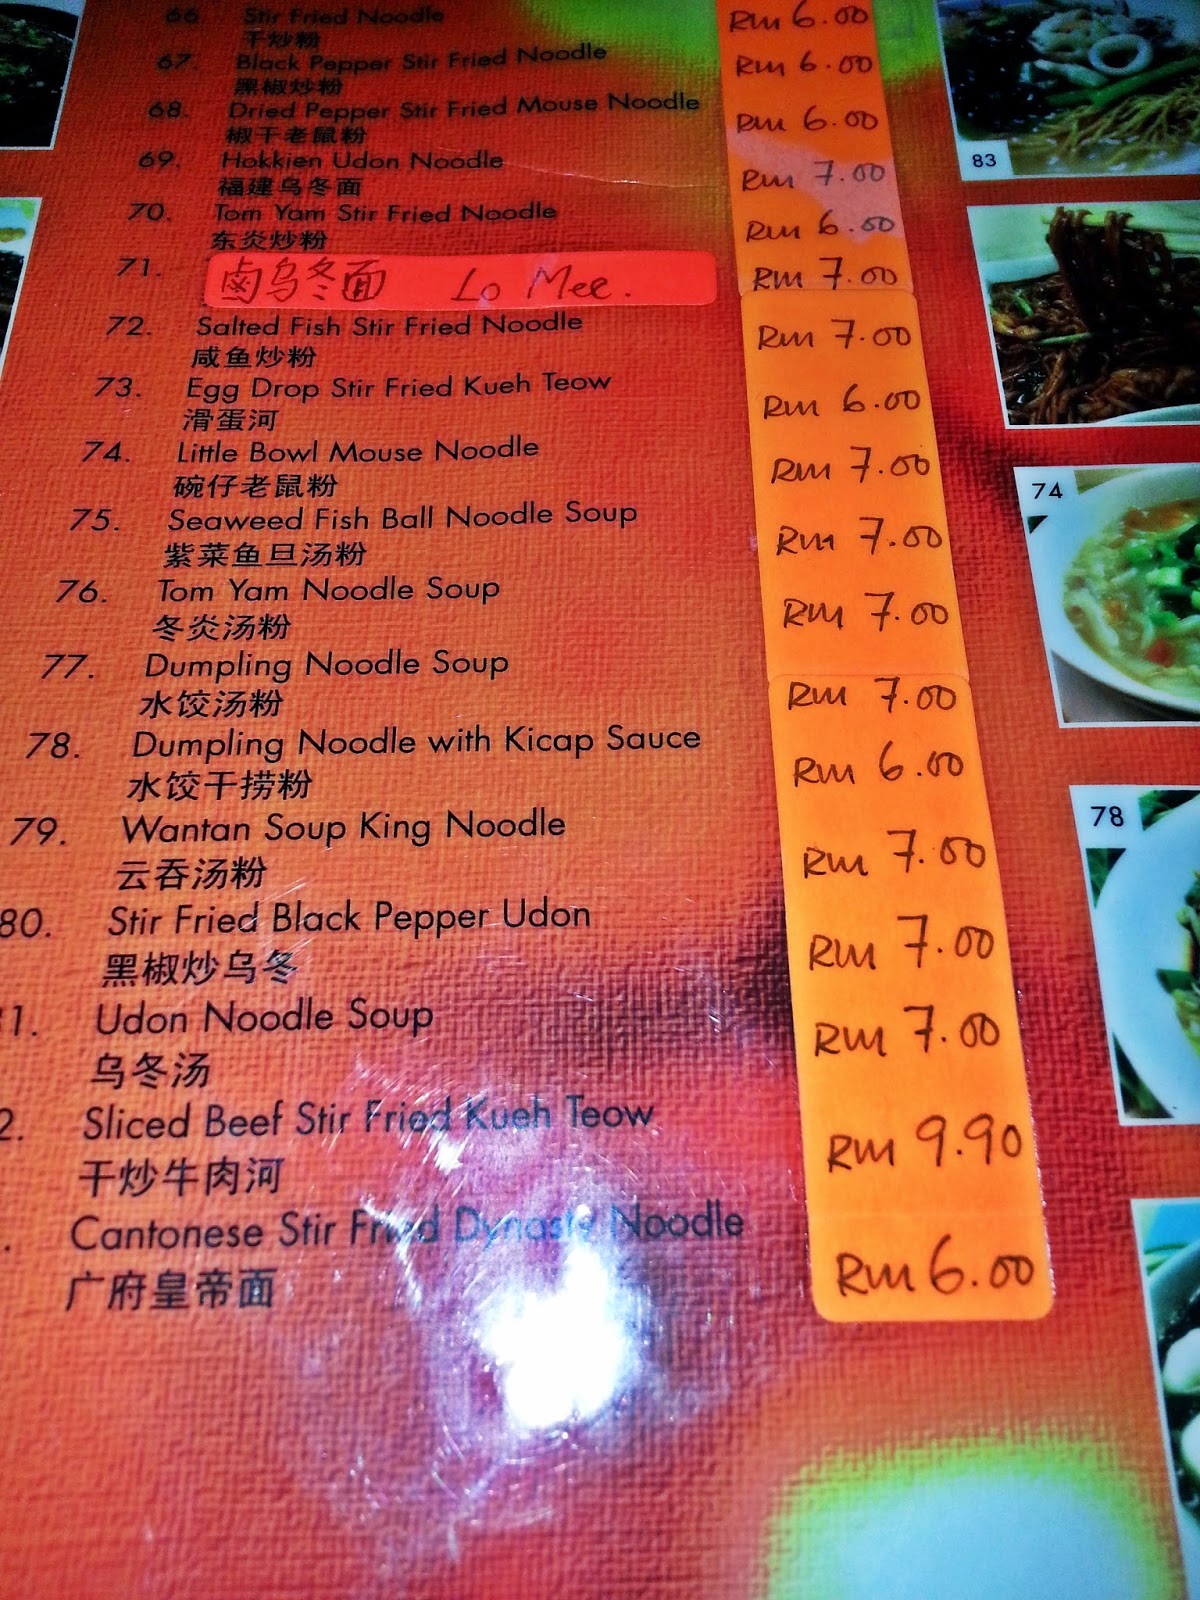 66. Stir Fried Noodle RM 6.00
干炒粉
67. Black Pepper Stir Fried Noodle RM 6.00
黑椒炒粉
68. Dried Pepper Stir Fried Mouse Noodle RM 6.00
椒干老鼠粉
69. Hokkien Udon Noodle RM 7.00
福建乌冬面
70. Tom Yam Stir Fried Noodle RM 6.00
东炎炒粉
71. 卤乌冬面 Lo Mee. RM 7.00
72. Salted Fish Stir Fried Noodle RM 7.00
咸鱼炒粉
73. Egg Drop Stir Fried Kueh Teow RM 6.00
滑蛋河
74. Little Bowl Mouse Noodle RM 7.00
碗仔老鼠粉
75. Seaweed Fish Ball Noodle Soup RM 7.00
紫菜鱼旦汤粉
76. Tom Yam Noodle Soup RM 7.00
冬炎汤粉
77. Dumpling Noodle Soup RM 7.00
水饺汤粉
78. Dumpling Noodle with Kicap Sauce RM 6.00
水饺干捞粉
79. Wantan Soup King Noodle RM 7.00
云吞汤粉
80. Stir Fried Black Pepper Udon RM 7.00
黑椒炒乌冬
1. Udon Noodle Soup RM 7.00
乌冬汤
2. Sliced Beef Stir Fried Kueh Teow RM 9.90
干炒牛肉河
. Cantonese Stir Fried Dynasty Noodle RM 6.00
广府皇帝面
83
74
78